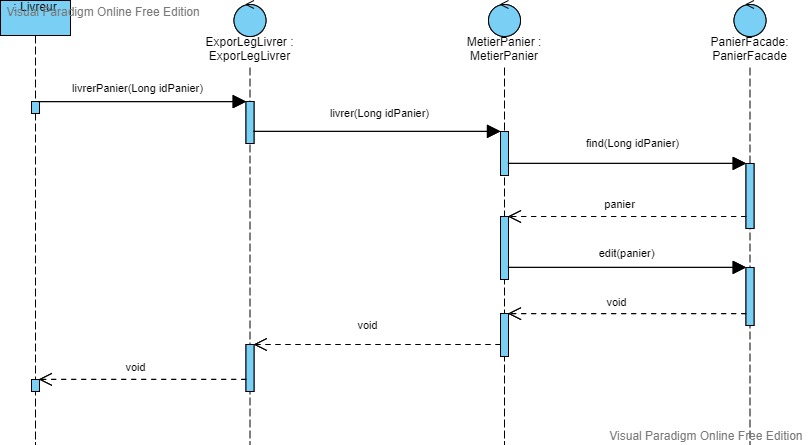 Livreur
Visual Paradigm Online Free Edition
ExporLegLivrer :
ExporLegLivrer
MetierPanier :
MetierPanier
PanierFacade:
PanierFacade
livrerPanier(Long idPanier)
livrer(Long idPanier)
find(Long idPanier)
panier
edit(panier)
void
void
void
Visual Paradigm Online Free Edition